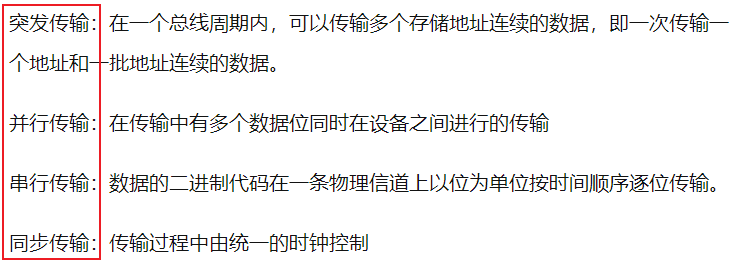 突发传输：在一个总线周期内，可以传输多个存储地址连续的数据，即一次传输一
个地址和一批地址连续的数据。
并行传输：在传输中有多个数据位同时在设备之间进行的传输
串行传输：数据的二进制代码在一条物理信道上以位为单位按时间顺序逐位传输。
同步传输：传输过程中由统一的时钟控制